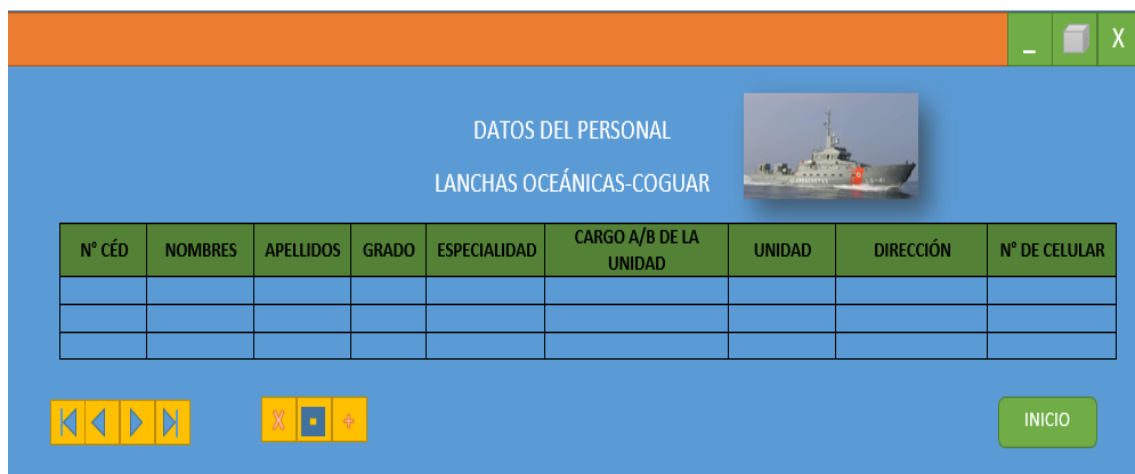 _ X
DATOS DEL PERSONAL
LANCHAS OCEÁNICAS-COGUAR
N° CÉD NOMBRES APELLIDOS GRADO ESPECIALIDAD CARGO A/B DE LA UNIDAD UNIDAD DIRECCIÓN N° DE CELULAR
X +
INICIO